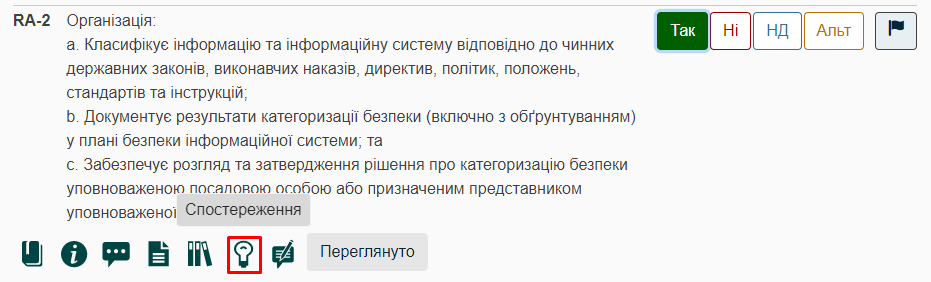 RA-2 Організація: Так Ні НД Альт
a. Класифікує інформацію та інформаційну систему відповідно до чинних
державних законів, виконавчих наказів, директив, політик, положень,
стандартів та інструкцій;
b. Документує результати категоризації безпеки (включно з обґрунтуванням)
у плані безпеки інформаційної системи; та
c. Забезпечує розгляд та затвердження рішення про категоризацію безпеки
уповноваженою посадовою особою або призначеним представником
уповноваженої Спостереження
Переглянуто